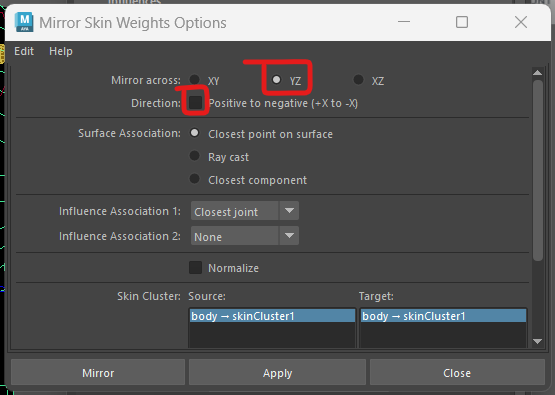 Mirror Skin Weights Options
Edit Help
Mirror across: XY YZ XZ
Direction: Positive to negative (+X to -X)
Surface Association: Closest point on surface
Ray cast
Closest component
Influence Association 1: Closest joint
Influence Association 2: None
Normalize
Skin Cluster: Source: Target:
body → skinCluster1 body → skinCluster1
Mirror Apply Close